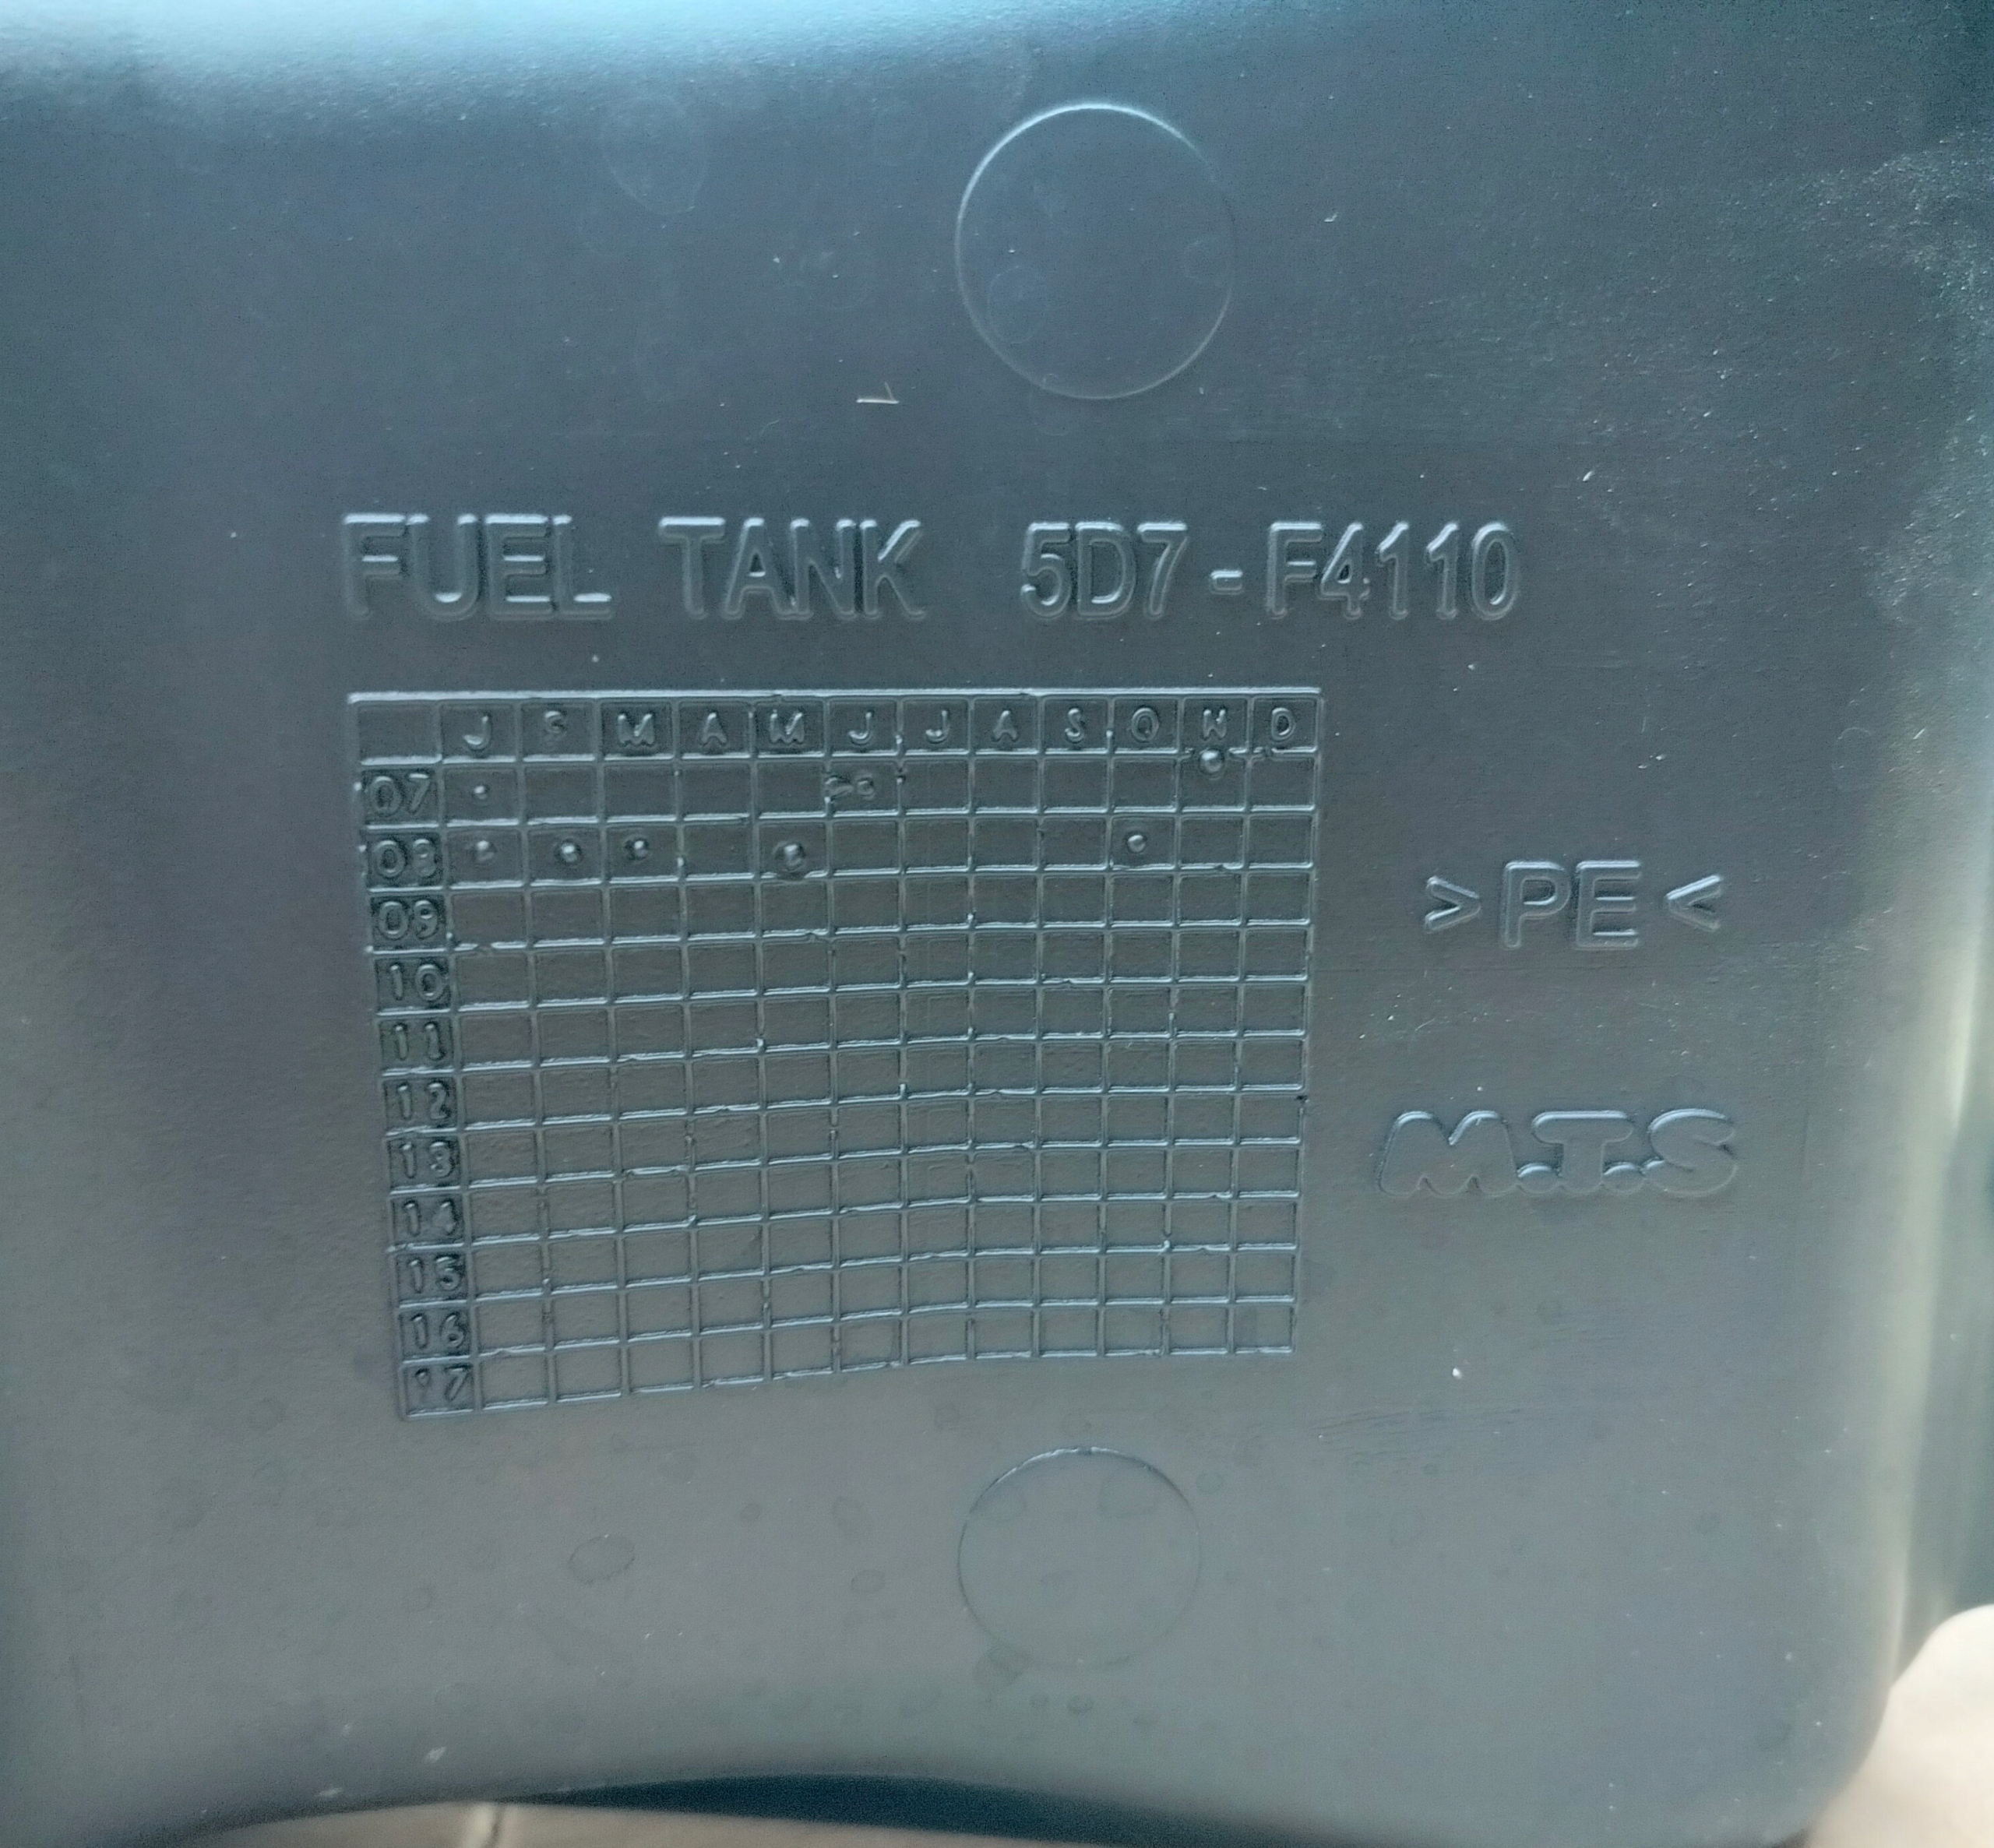 FUEL TANK 5D7-F4110
J F M A M J J A S O N D
07
08
09
10
11
12
13
14
15
16
17
>PE<
M.T.S